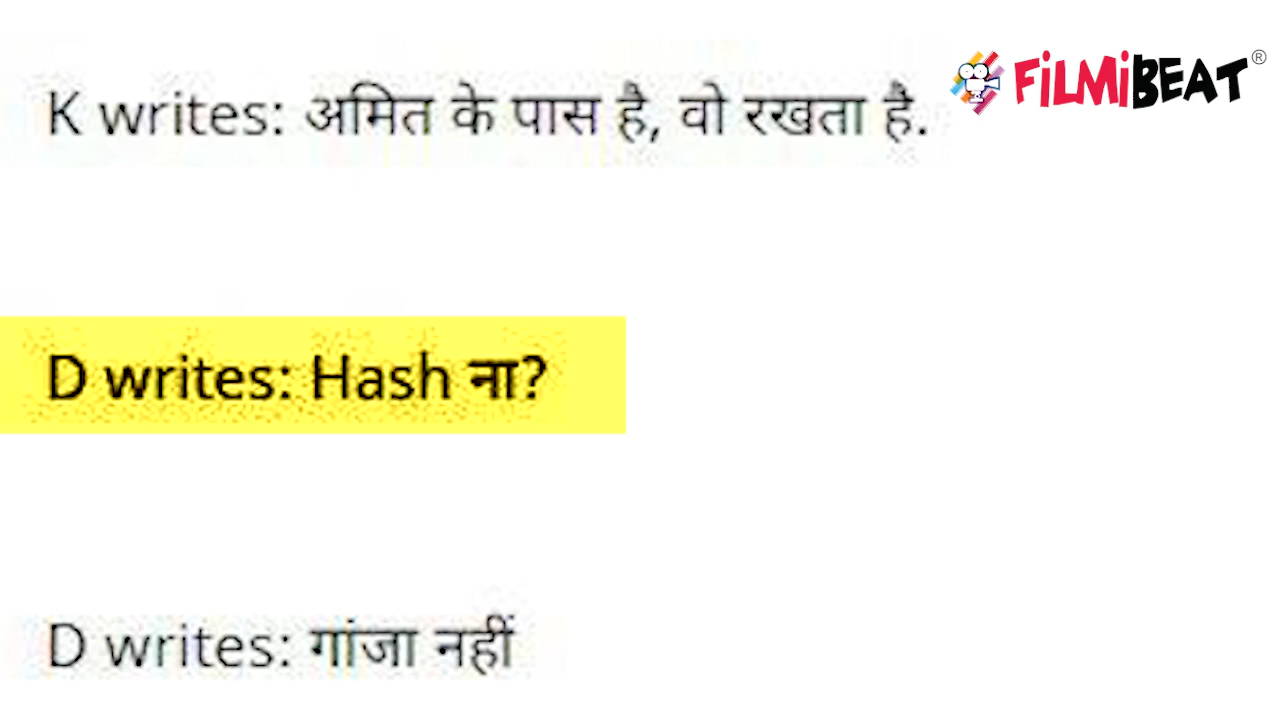 FiLMiBEAT®
K writes: अमित के पास है, वो रखता है.
D writes: Hash ना?
D writes: गांजा नहीं